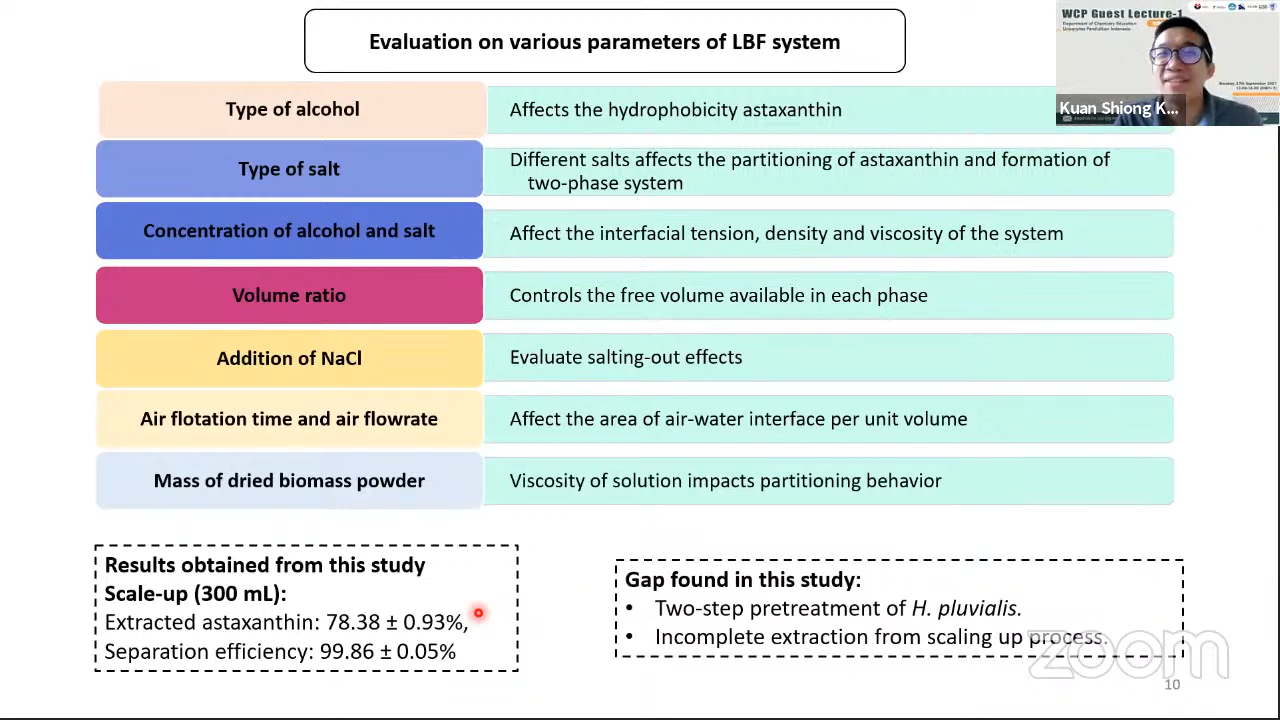 Evaluation on various parameters of LBF system
WCP Guest Lecture-1
Department of Chemistry Education
Universitas Pendidikan Indonesia
Kuan Shiong K...
Type of alcohol
Affects the hydrophobicity astaxanthin
Type of salt
Different salts affects the partitioning of astaxanthin and formation of
two-phase system
Concentration of alcohol and salt
Affect the interfacial tension, density and viscosity of the system
Volume ratio
Controls the free volume available in each phase
Addition of NaCl
Evaluate salting-out effects
Air flotation time and air flowrate
Affect the area of air-water interface per unit volume
Mass of dried biomass powder
Viscosity of solution impacts partitioning behavior
Results obtained from this study
Scale-up (300 mL):
Extracted astaxanthin: 78.38 ± 0.93%,
Separation efficiency: 99.86 ± 0.05%
Gap found in this study:
• Two-step pretreatment of H. pluvialis.
• Incomplete extraction from scaling up process.
zoom
10